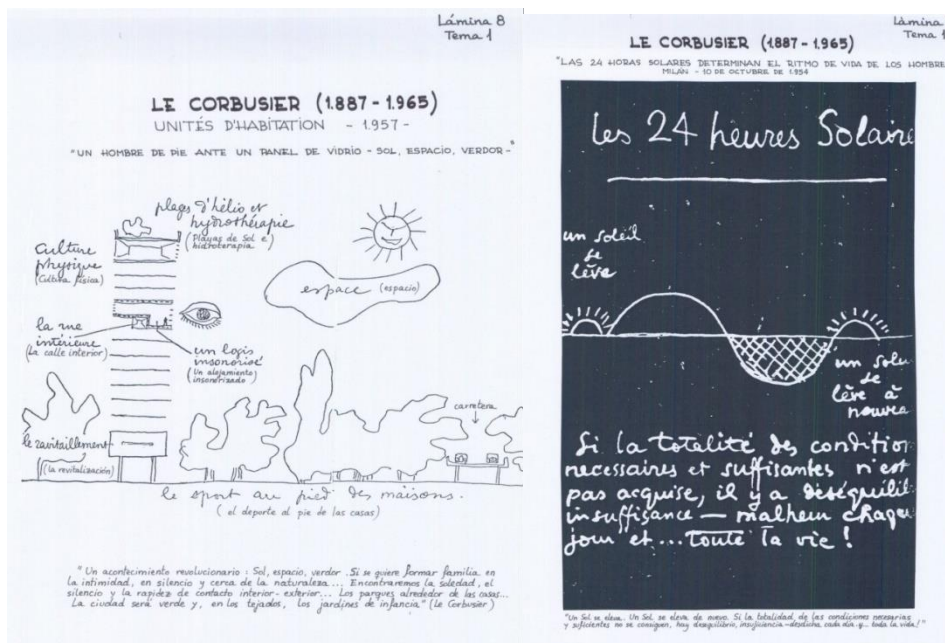 Lámina 8
Tema 1
LE CORBUSIER (1.887 - 1.965)
UNITÉS D'HABITATION - 1.957 -
"UN HOMBRE DE PIE ANTE UN PANEL DE VIDRIO - SOL, ESPACIO, VERDOR -"
plages d'hélio et
hydrothérapie
(Playas de Sol e
hidroterapia
culture
physique
(Cultura física)
espace (espacio)
la rue
intérieure
(La calle interior)
un logis
insonorisé
(Un alojamiento
insonorizado)
carretera
le ravitaillement
(la revitalización)
le sport au pied des maisons.
(el deporte al pie de las casas)
"Un acontecimiento revolucionario: Sol, espacio, verdor. Si se quiere formar familia, en
la intimidad, en silencio y cerca de la naturaleza... Encontraremos la soledad, el
silencio y la rapidez de contacto interior-exterior... Los parques alrededor de las casas...
La ciudad será verde y, en los tejados, los jardines de infancia." (Le Corbusier)
Lámina
Tema 1
LE CORBUSIER (1.887-1.965)
"LAS 24 HORAS SOLARES DETERMINAN EL RITMO DE VIDA DE LOS HOMBRE
MILÁN - 10 DE OCTUBRE DE 1.954
Les 24 heures Solaire
un soleil
se
lève
un solei
se
lève à
nouvea
Si la totalité des condition
necessaires et suffisantes n'est
pas acquise, il y a deséquilib
insuffisance — malheur chaque
jour et... toute la vie!
"Un Sol se eleva. Un Sol se eleva de nuevo. Si la totalidad de las condiciones necesarias
y suficientes no se consiguen, hay desequilibrio, insuficiencia-desdicha, cada día y... toda la vida!"